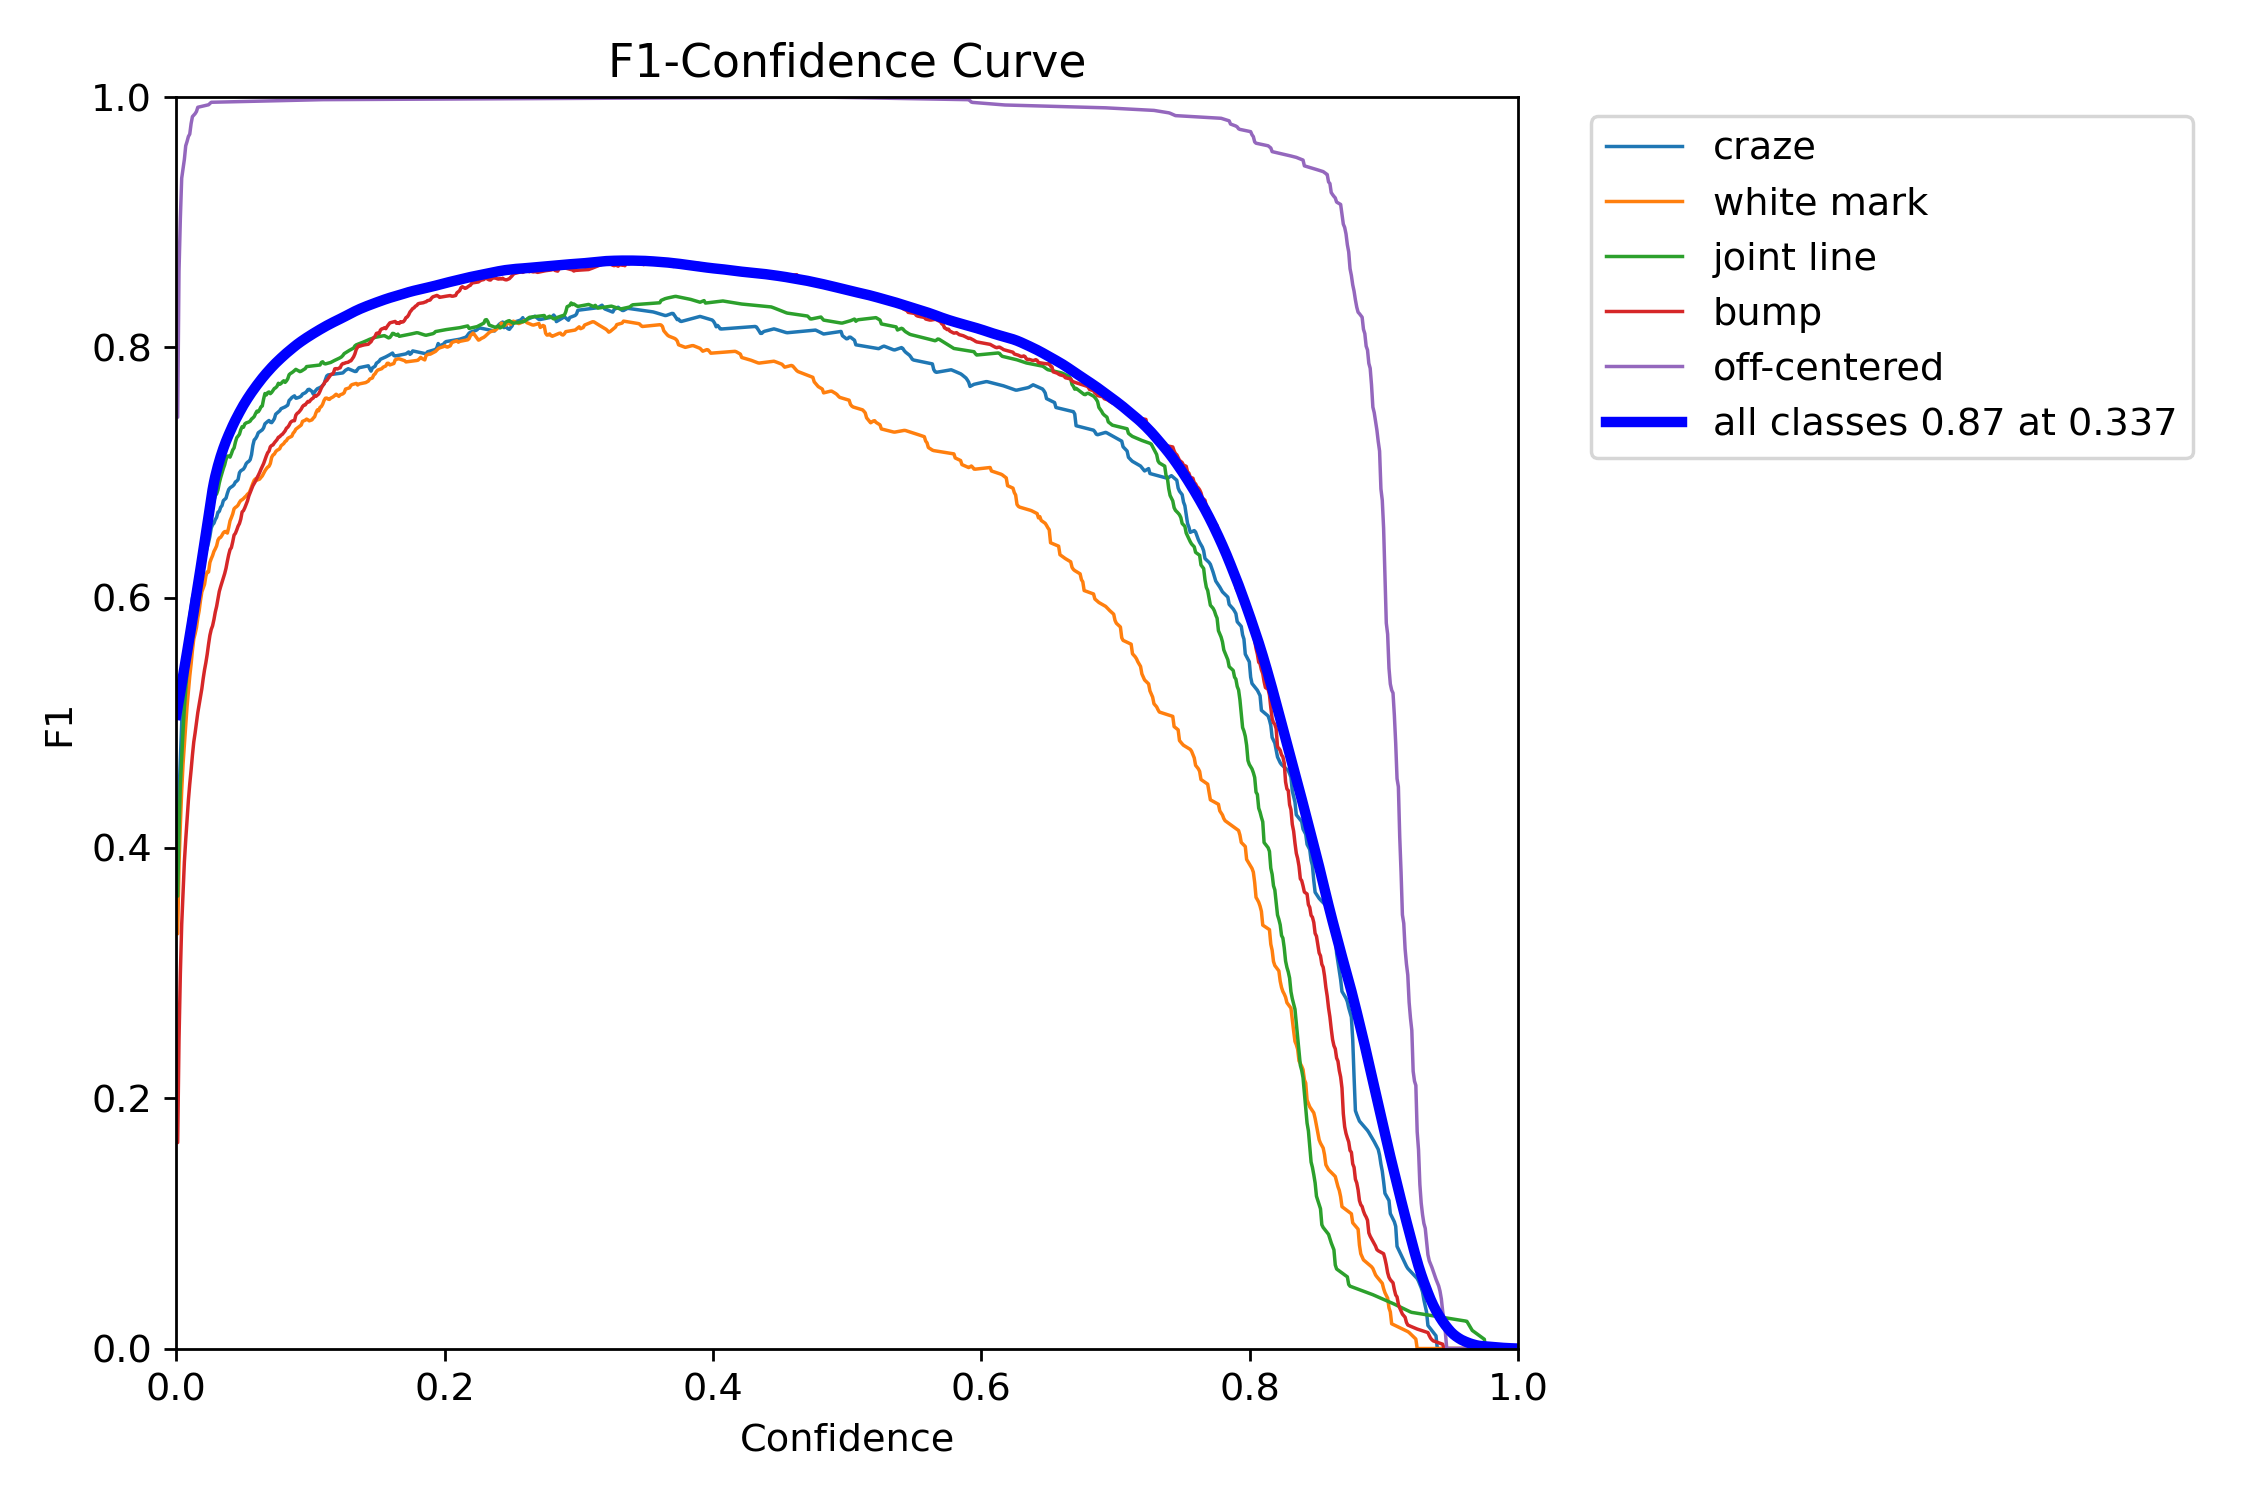 F1-Confidence Curve
1.0
0.8
0.6
0.4
0.2
0.0
F1
0.0 0.2 0.4 0.6 0.8 1.0
Confidence
craze
white mark
joint line
bump
off-centered
all classes 0.87 at 0.337